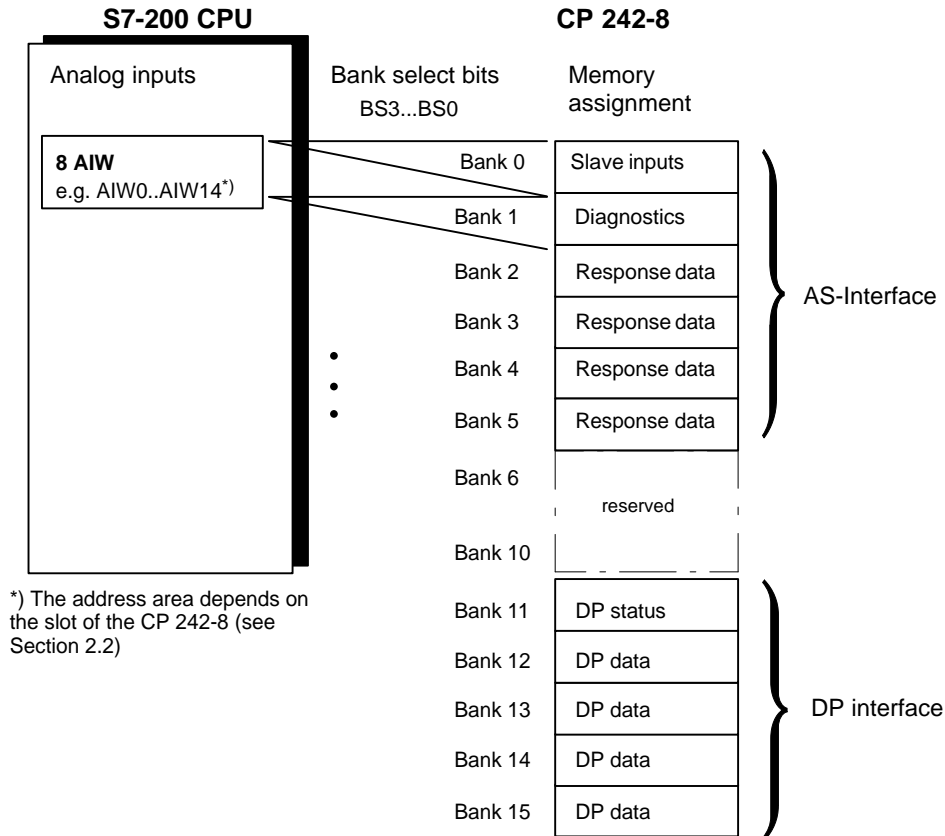 S7-200 CPU
CP 242-8
Analog inputs
Bank select bits
BS3...BS0
Memory
assignment
8 AIW
e.g. AIW0..AIW14*)
Bank 0
Slave inputs
Bank 1
Diagnostics
Bank 2
Response data
Bank 3
Response data
Bank 4
Response data
Bank 5
Response data
AS-Interface
Bank 6
reserved
Bank 10
*) The address area depends on
the slot of the CP 242-8 (see
Section 2.2)
Bank 11
DP status
Bank 12
DP data
Bank 13
DP data
Bank 14
DP data
Bank 15
DP data
DP interface